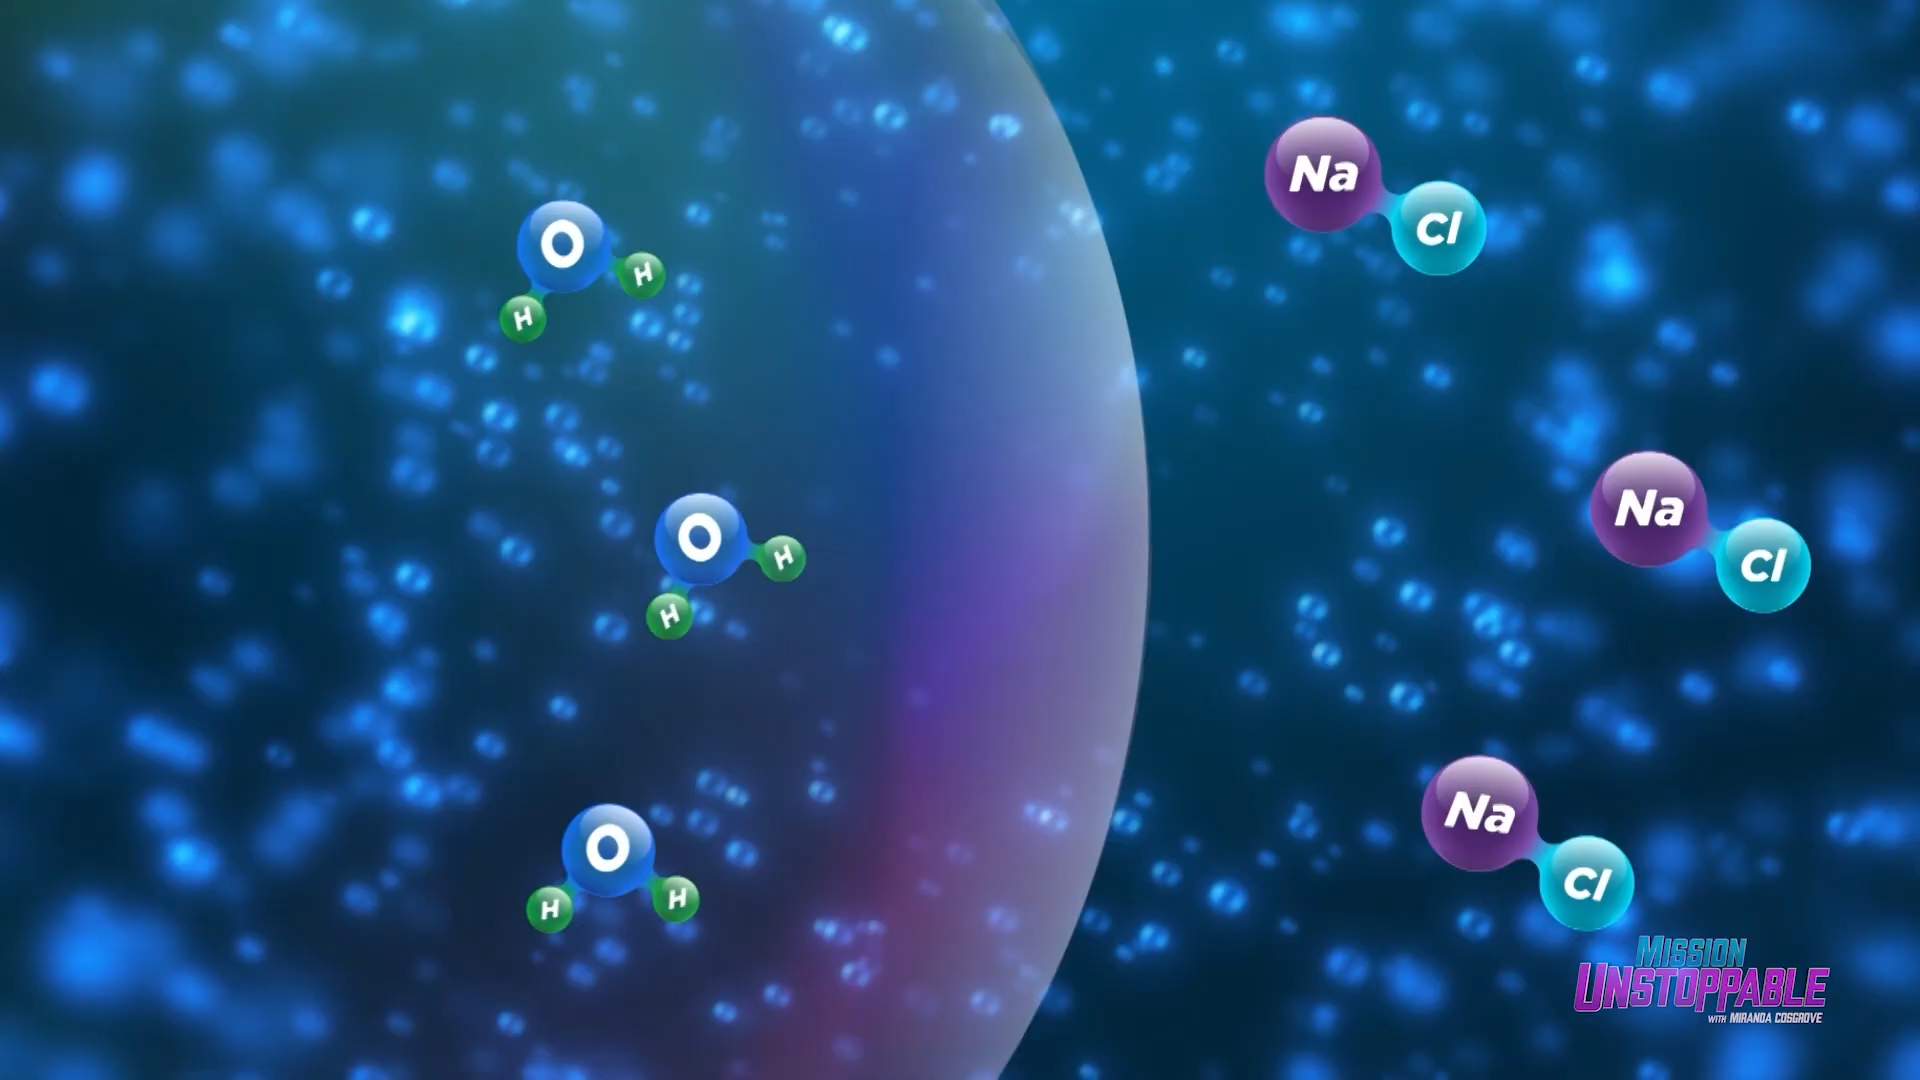 O
H
H
O
H
H
O
H
H
Na
Cl
Na
Cl
Na
Cl
MISSION
UNSTOPPABLE
WITH MIRANDA COSGROVE